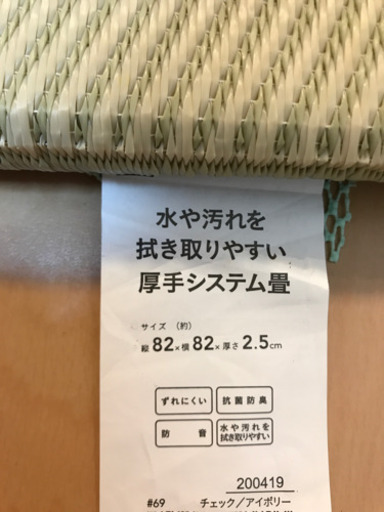 水や汚れを
拭き取りやすい
厚手システム畳
サイズ (約)
縦82×横82×厚さ2.5cm
ずれにくい 抗菌防臭
防音 水や汚れを
拭き取りやすい
200419
#69 チェック/アイボリー